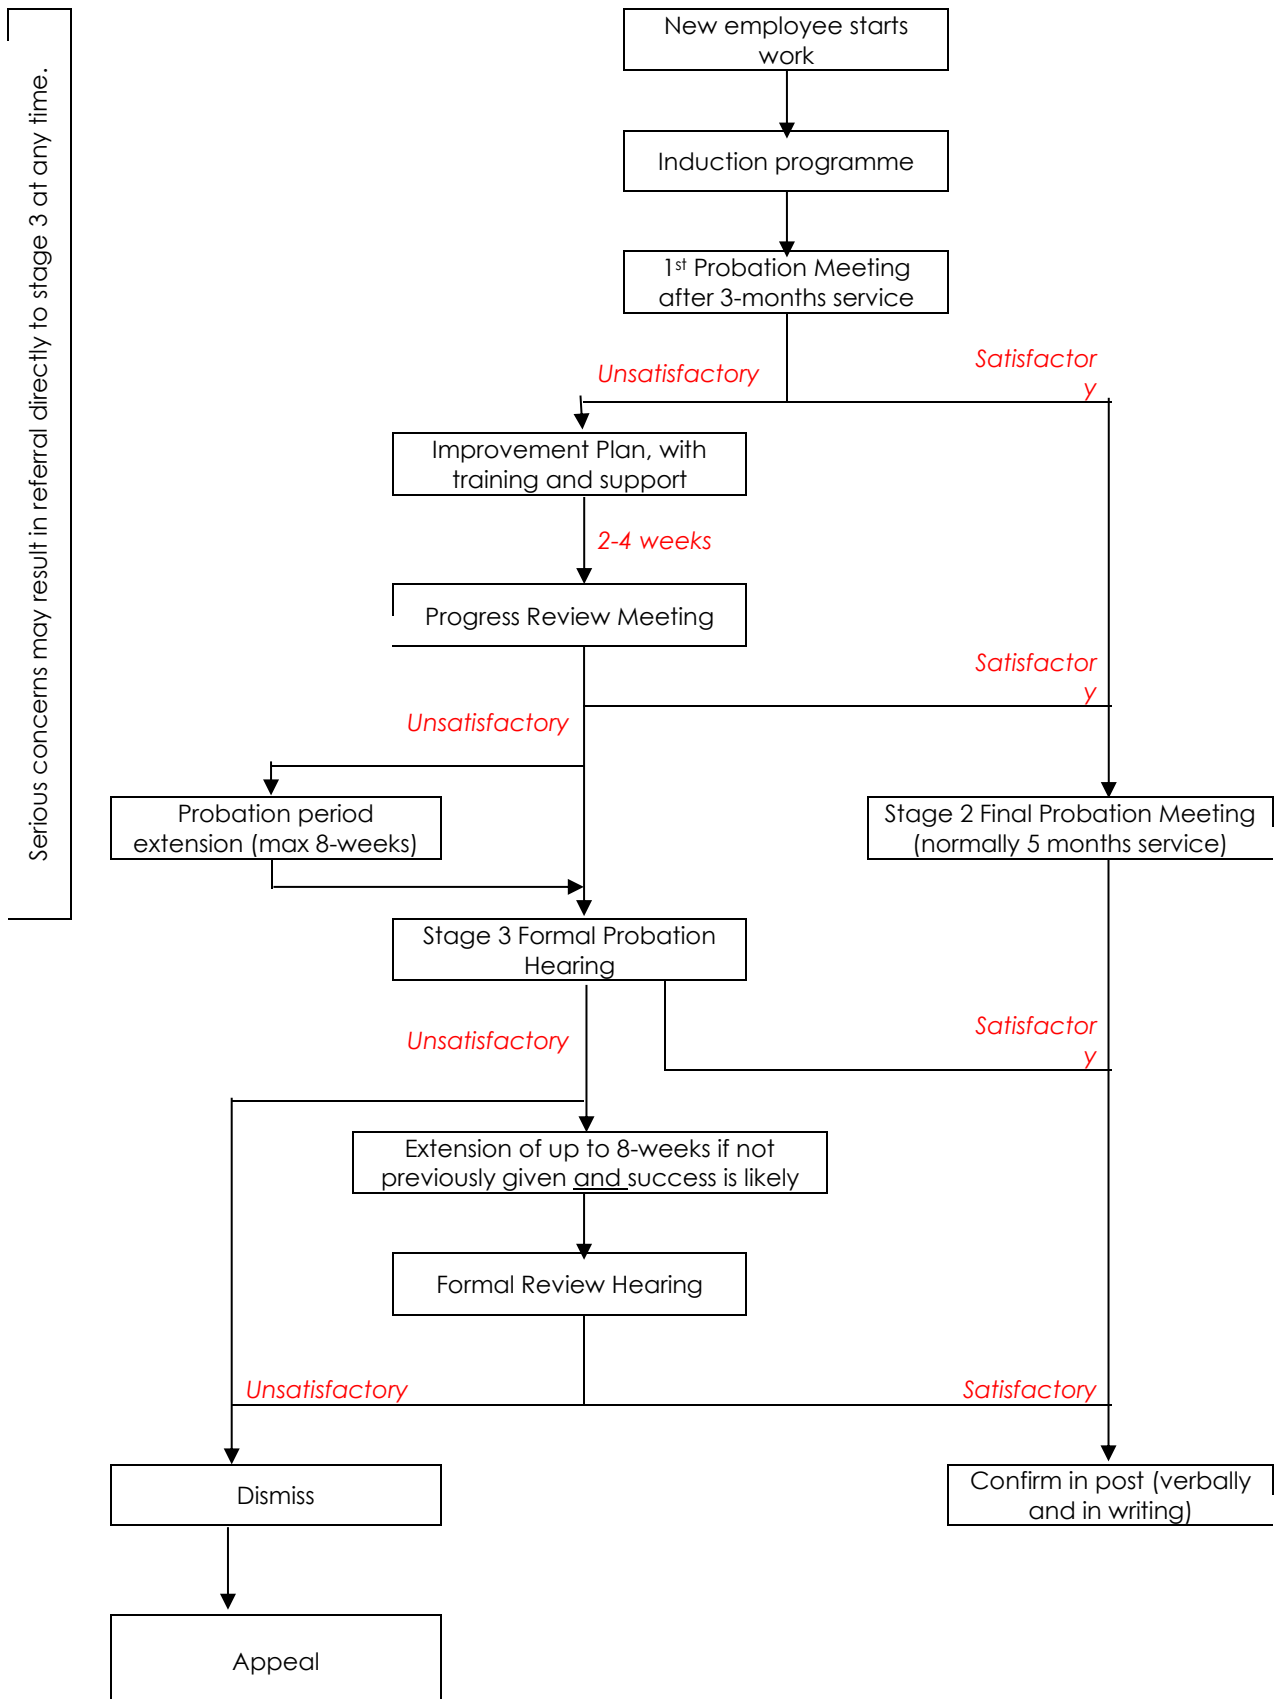 New employee starts
work
Induction programme
1st Probation Meeting
after 3-months service
Unsatisfactory
Satisfactor
y
Improvement Plan, with
training and support
2-4 weeks
Progress Review Meeting
Satisfactor
y
Unsatisfactory
Probation period
extension (max 8-weeks)
Stage 2 Final Probation Meeting
(normally 5 months service)
Serious concerns may result in referral directly to stage 3 at any time.
Stage 3 Formal Probation
Hearing
Unsatisfactory
Satisfactor
y
Extension of up to 8-weeks if not
previously given and success is likely
Formal Review Hearing
Unsatisfactory
Satisfactory
Dismiss
Confirm in post (verbally
and in writing)
Appeal